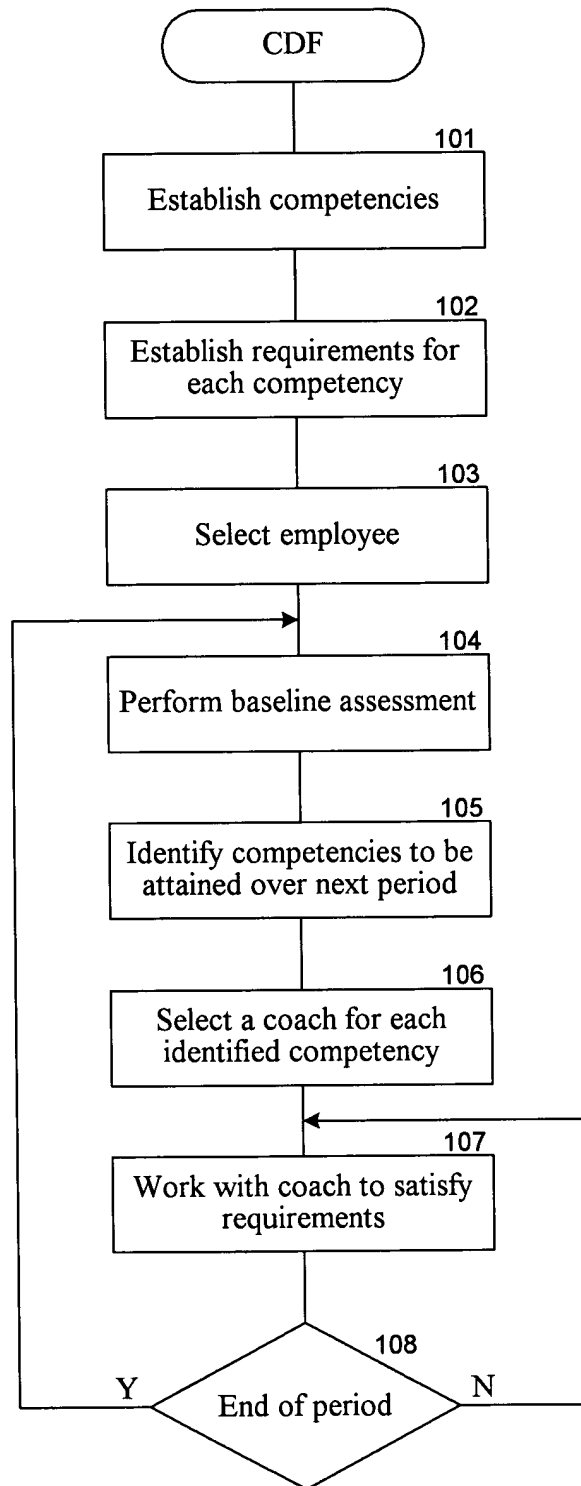 CDF
101
Establish competencies
102
Establish requirements for
each competency
103
Select employee
104
Perform baseline assessment
105
Identify competencies to be
attained over next period
106
Select a coach for each
identified competency
107
Work with coach to satisfy
requirements
108
Y
End of period
N